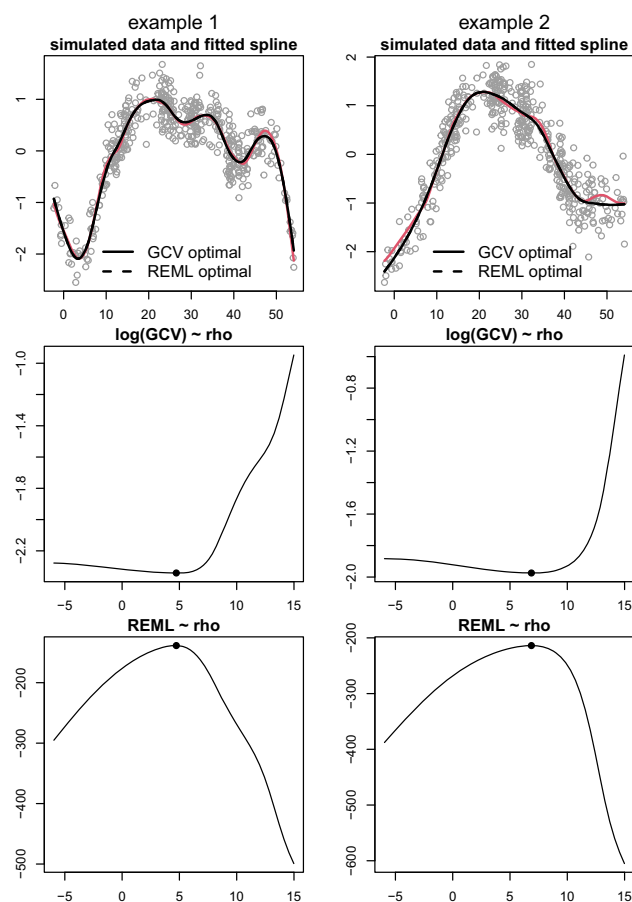 example 1
simulated data and fitted spline
1
0
−1
−2
GCV optimal
REML optimal
0 10 20 30 40 50
example 2
simulated data and fitted spline
2
1
0
−1
−2
GCV optimal
REML optimal
0 10 20 30 40 50 60
log(GCV) ~ rho
−1.0
−1.4
−1.8
−2.2
−5 0 5 10 15
log(GCV) ~ rho
−0.8
−1.2
−1.6
−2.0
−5 0 5 10 15
REML ~ rho
−200
−300
−400
−500
−5 0 5 10 15
REML ~ rho
−200
−300
−400
−500
−600
−5 0 5 10 15